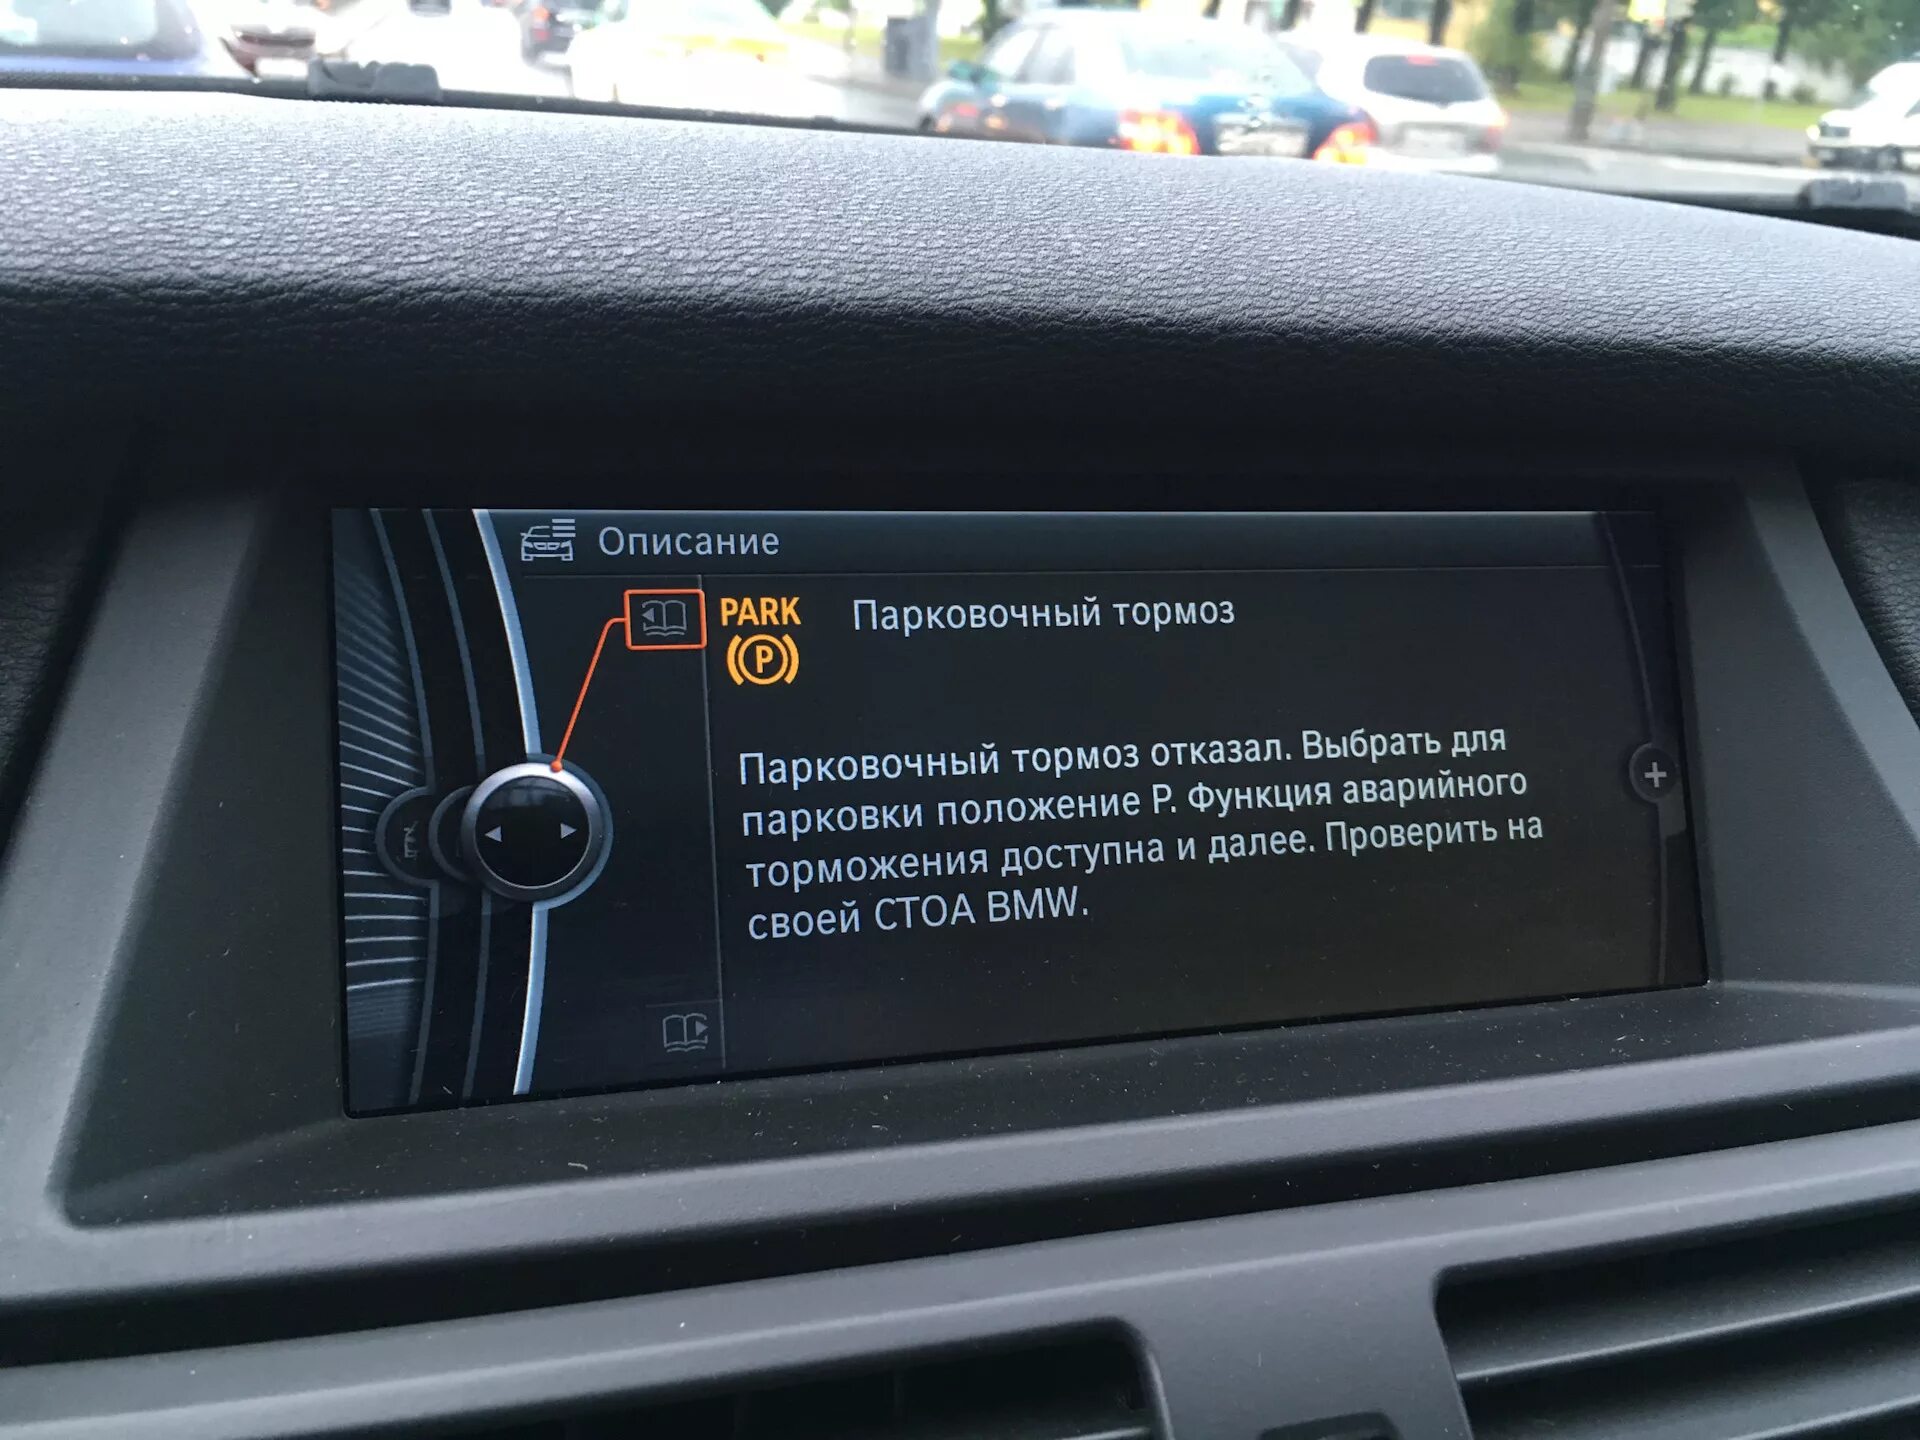 Описание
PARK
(P)
Парковочный тормоз
Парковочный тормоз отказал. Выбрать для
парковки положение P. Функция аварийного
торможения доступна и далее. Проверить на
своей СТОА BMW.
+